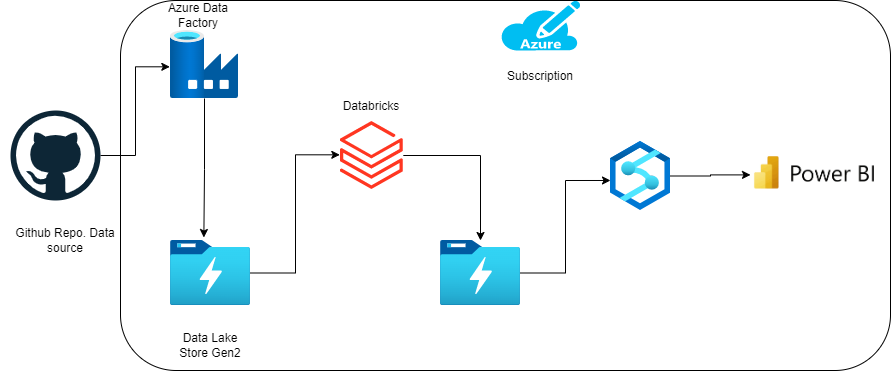 Azure Data
Factory
Azure
Subscription
Databricks
Power BI
Github Repo. Data
source
Data Lake
Store Gen2